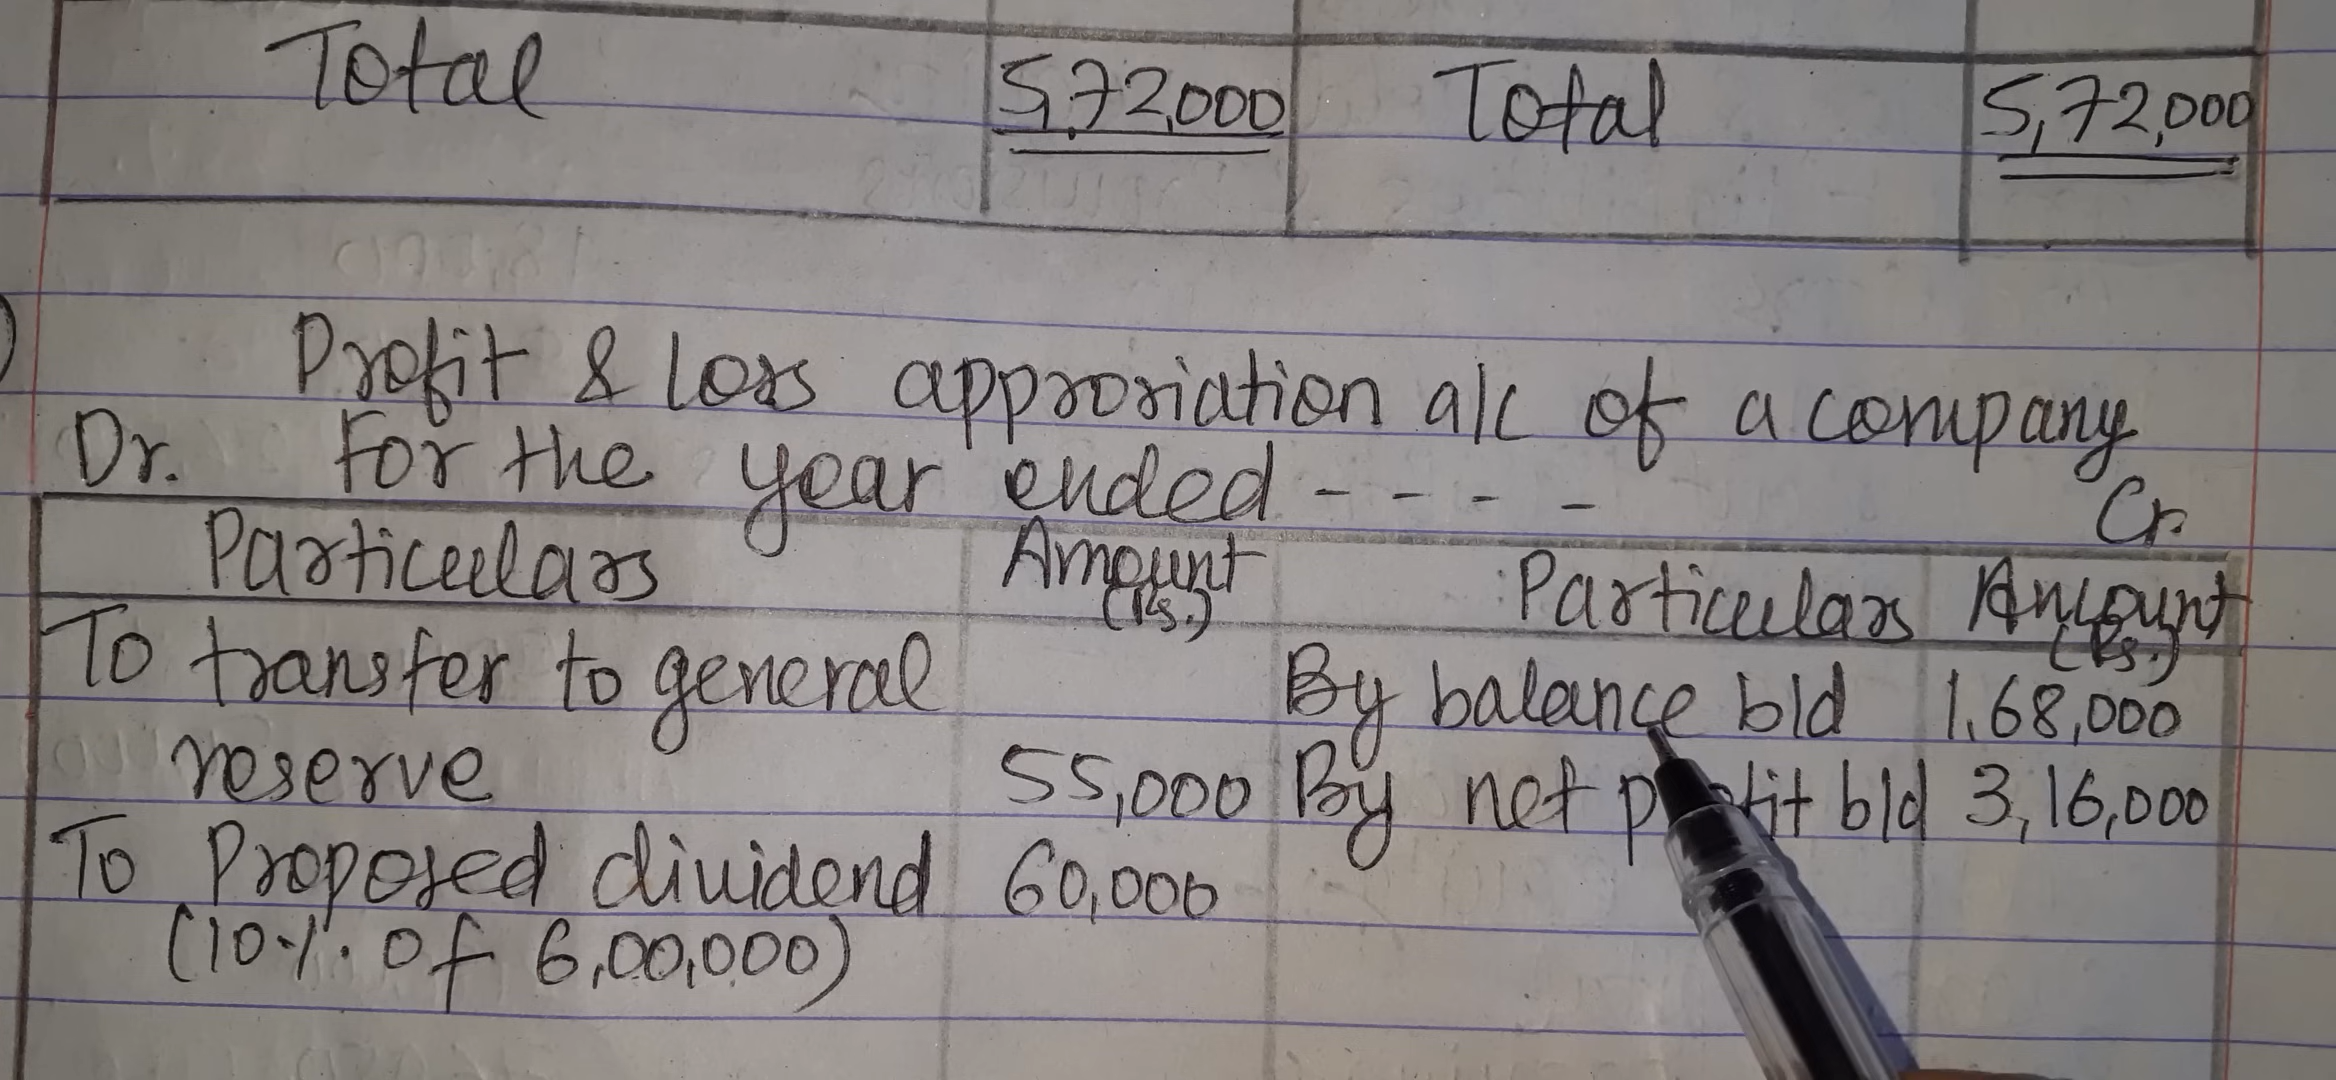 Total 5,72,000 Total 5,72,000
Profit & loss approriation a/c of a company
Dr. For the year ended - - - -
Cr.
Particulars Amount (Rs.) Particulars Amount (Rs.)
To transfer to general By balance b/d 1,68,000
reserve 55,000 By net profit b/d 3,16,000
To Proposed dividend 60,000
(10% of 6,00,000)